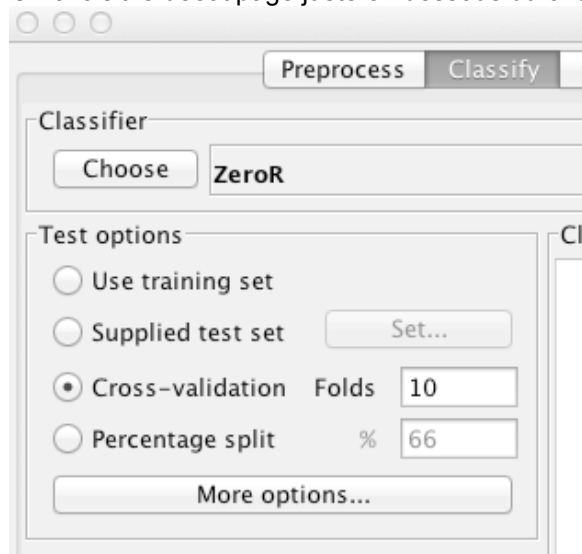 Preprocess Classify
Classifier
Choose ZeroR
Test options
Cl
Use training set
Supplied test set Set...
Cross-validation Folds 10
Percentage split % 66
More options...